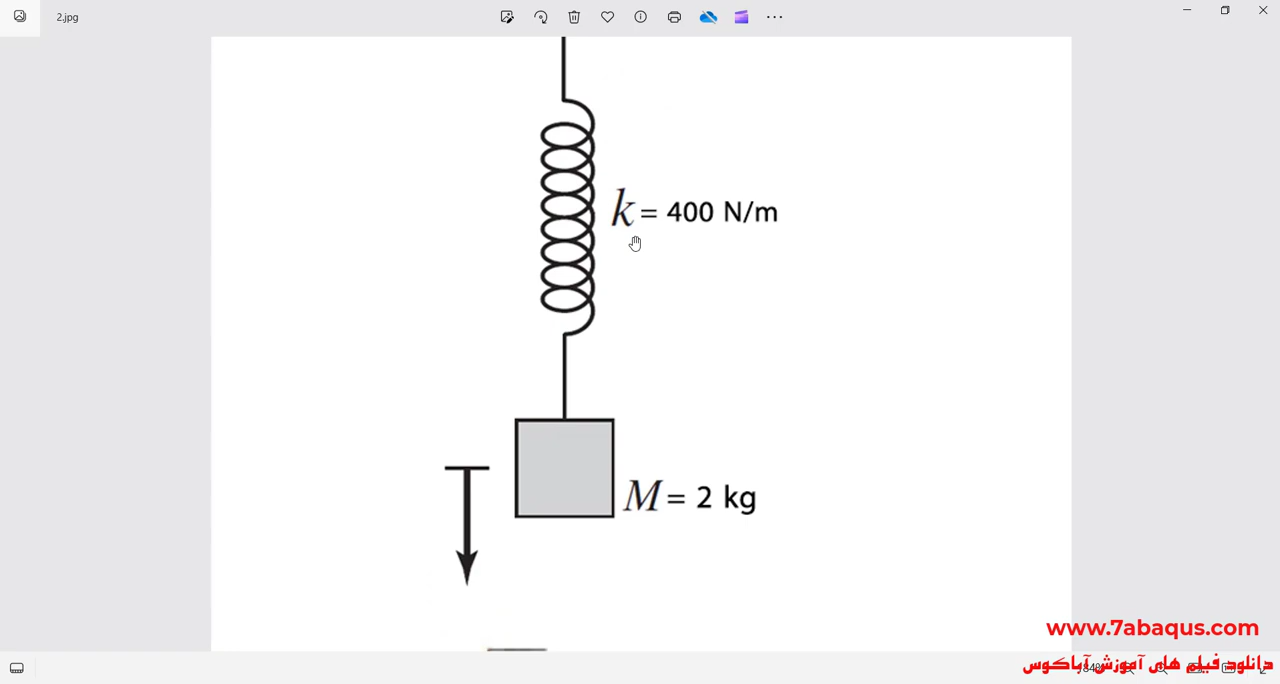 2.jpg
k = 400 N/m
M = 2 kg
www.7abaqus.com
دانلود فیلم های آموزش آباکوس